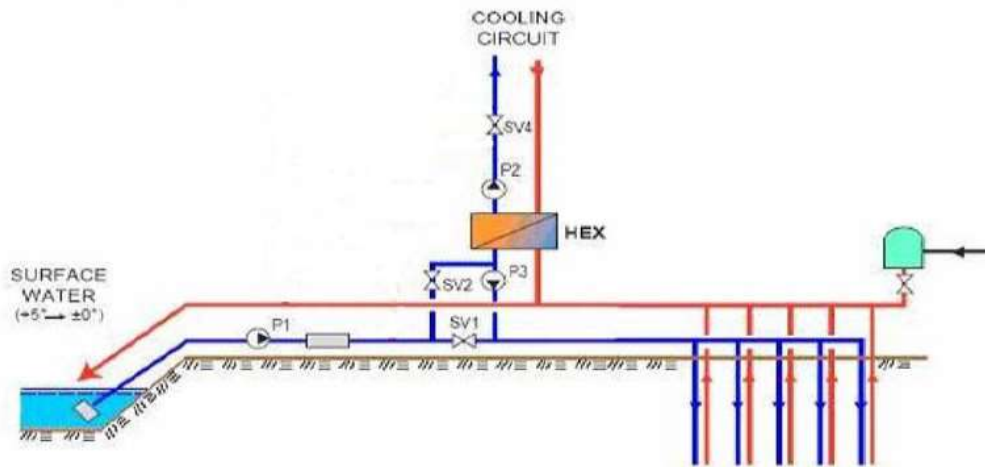 COOLING
CIRCUIT
SV4
P2
HEX
SV2
P3
SURFACE
WATER
(+5°→ ±0°)
P1
SV1